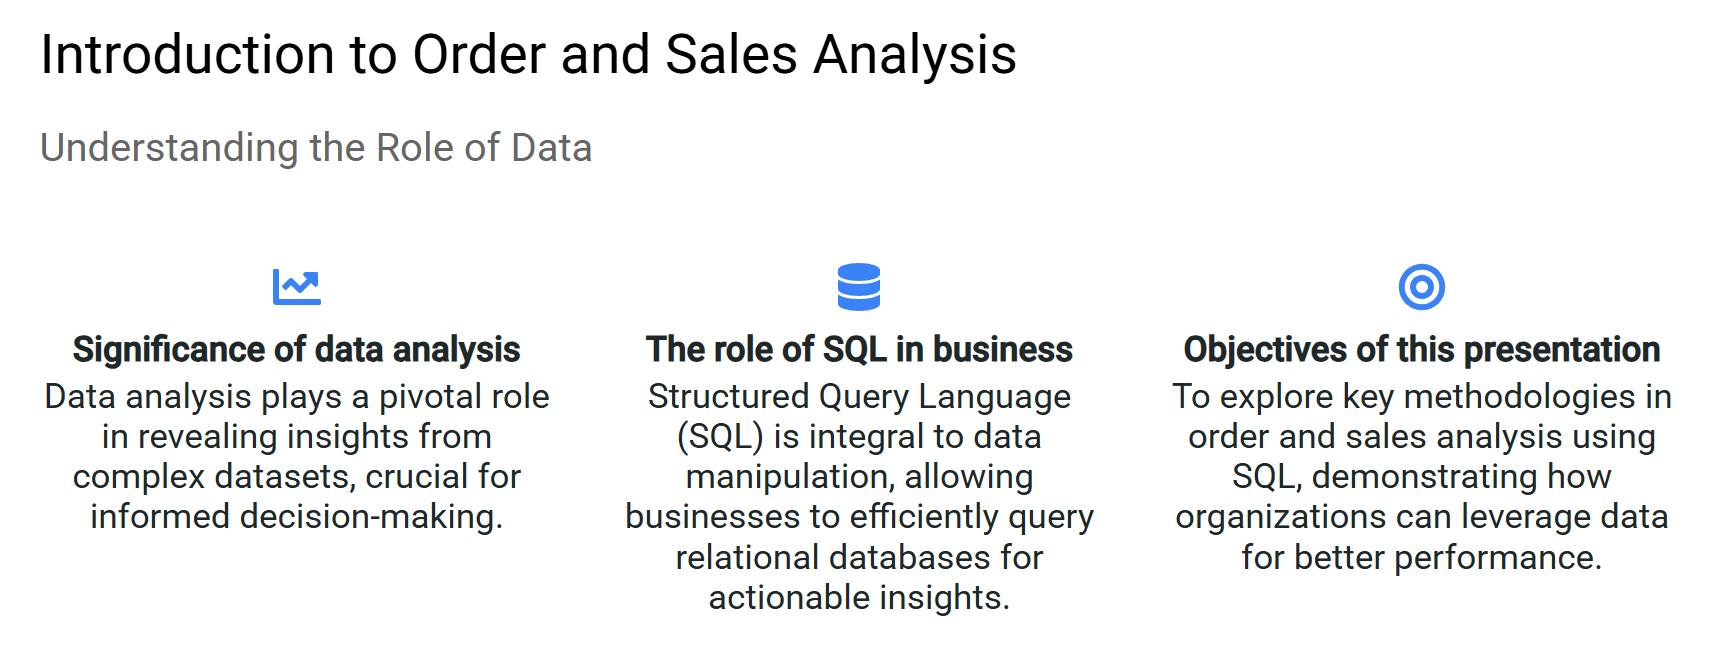 Introduction to Order and Sales Analysis
Understanding the Role of Data
Significance of data analysis
Data analysis plays a pivotal role
in revealing insights from
complex datasets, crucial for
informed decision-making.
The role of SQL in business
Structured Query Language
(SQL) is integral to data
manipulation, allowing
businesses to efficiently query
relational databases for
actionable insights.
Objectives of this presentation
To explore key methodologies in
order and sales analysis using
SQL, demonstrating how
organizations can leverage data
for better performance.